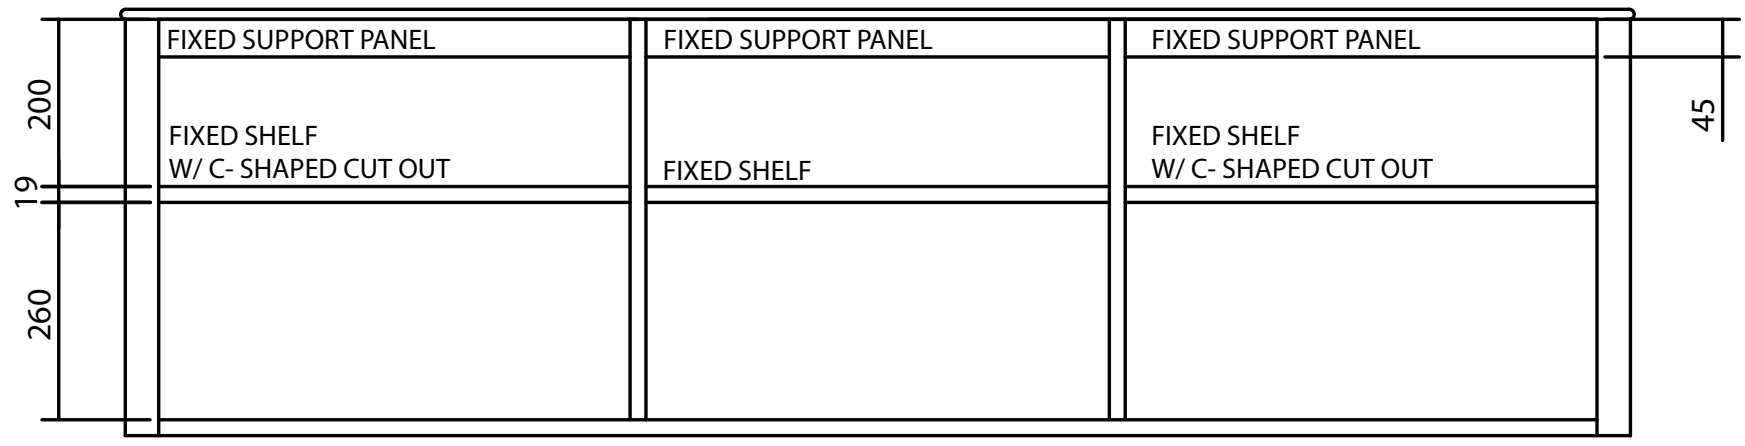 FIXED SUPPORT PANEL
FIXED SUPPORT PANEL
FIXED SUPPORT PANEL
200
45
FIXED SHELF
W/ C- SHAPED CUT OUT
FIXED SHELF
FIXED SHELF
W/ C- SHAPED CUT OUT
19
260